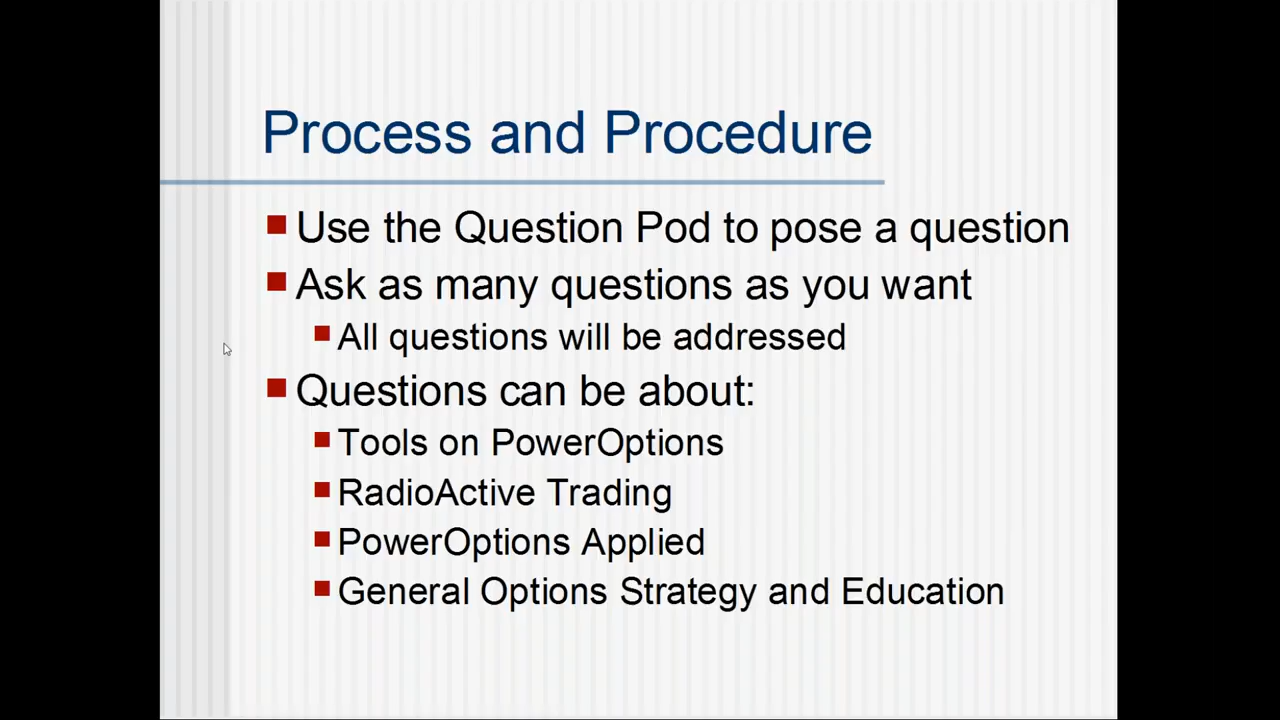 Process and Procedure
Use the Question Pod to pose a question
Ask as many questions as you want
All questions will be addressed
Questions can be about:
Tools on PowerOptions
RadioActive Trading
PowerOptions Applied
General Options Strategy and Education